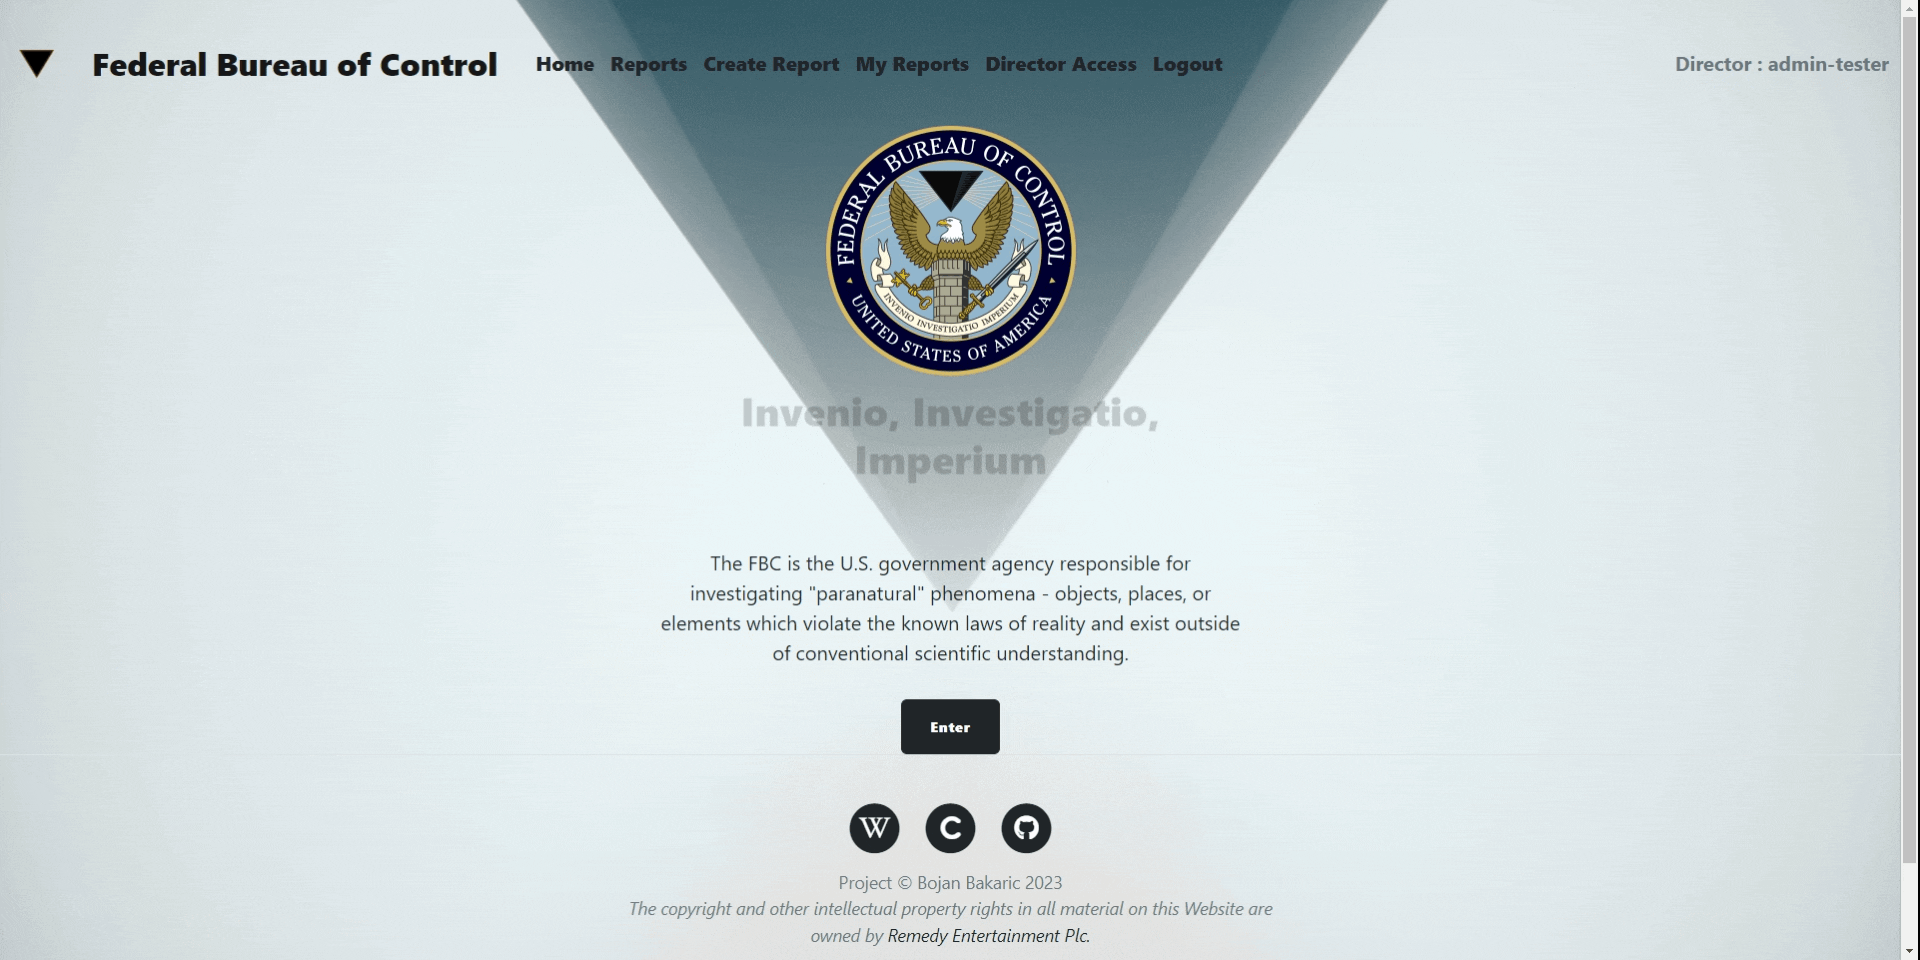 Federal Bureau of Control
Home Reports Create Report My Reports Director Access Logout
Director : admin-tester
FEDERAL BUREAU OF CONTROL
INVENIO INVESTIGATIO IMPERIUM
UNITED STATES OF AMERICA
Invenio, Investigatio,
Imperium
The FBC is the U.S. government agency responsible for
investigating "paranatural" phenomena - objects, places, or
elements which violate the known laws of reality and exist outside
of conventional scientific understanding.
Enter
W C
Project © Bojan Bakaric 2023
The copyright and other intellectual property rights in all material on this Website are
owned by Remedy Entertainment Plc.